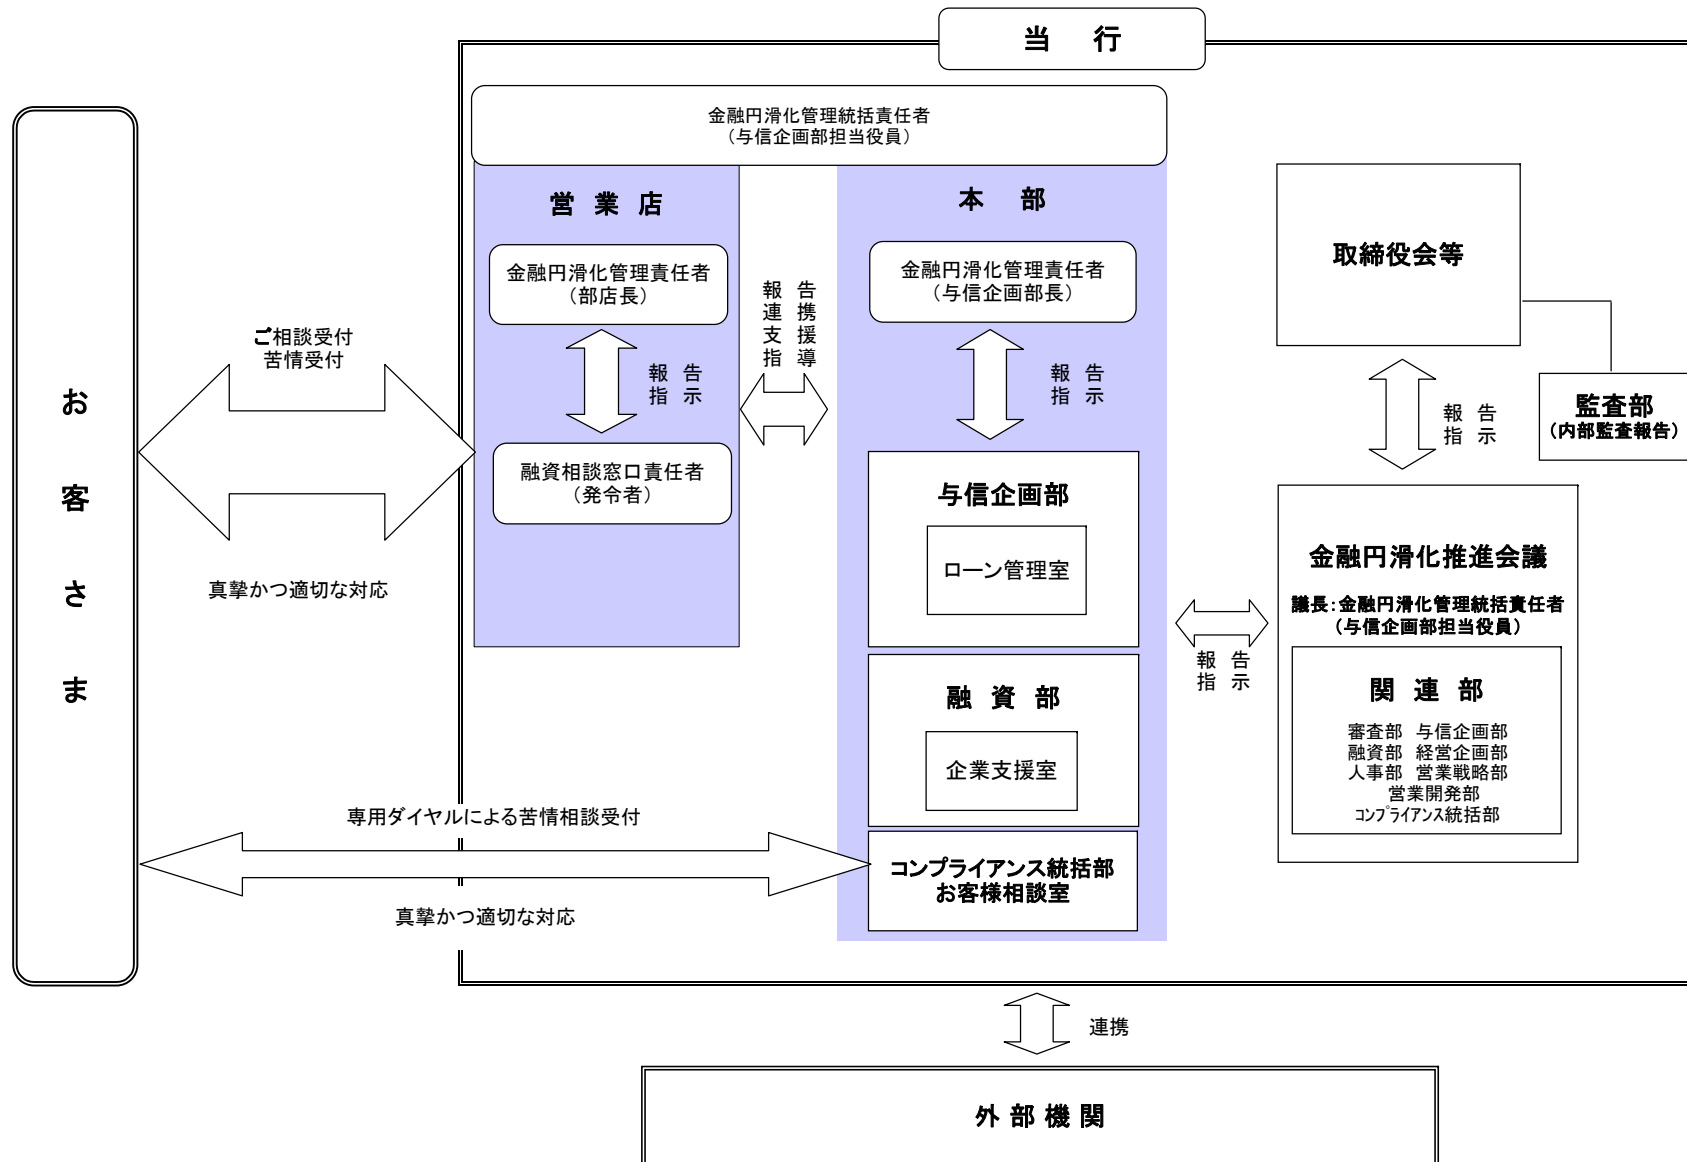 当　行
金融円滑化管理統括責任者
（与信企画部担当役員）
営 業 店
金融円滑化管理責任者
（部店長）
報 告
指 示
融資相談窓口責任者
（発令者）
報 告
連 携
支 援
指 導
本　部
金融円滑化管理責任者
（与信企画部長）
報 告
指 示
与信企画部
ローン管理室
融 資 部
企業支援室
コンプライアンス統括部
お客様相談室
お客さま
ご相談受付
苦情受付
真摯かつ適切な対応
専用ダイヤルによる苦情相談受付
真摯かつ適切な対応
取締役会等
監査部
（内部監査報告）
報 告
指 示
報 告
指 示
金融円滑化推進会議
議長：金融円滑化管理統括責任者
（与信企画部担当役員）
関 連 部
審査部 与信企画部
融資部 経営企画部
人事部 営業戦略部
営業開発部
コンプライアンス統括部
連携
外 部 機 関